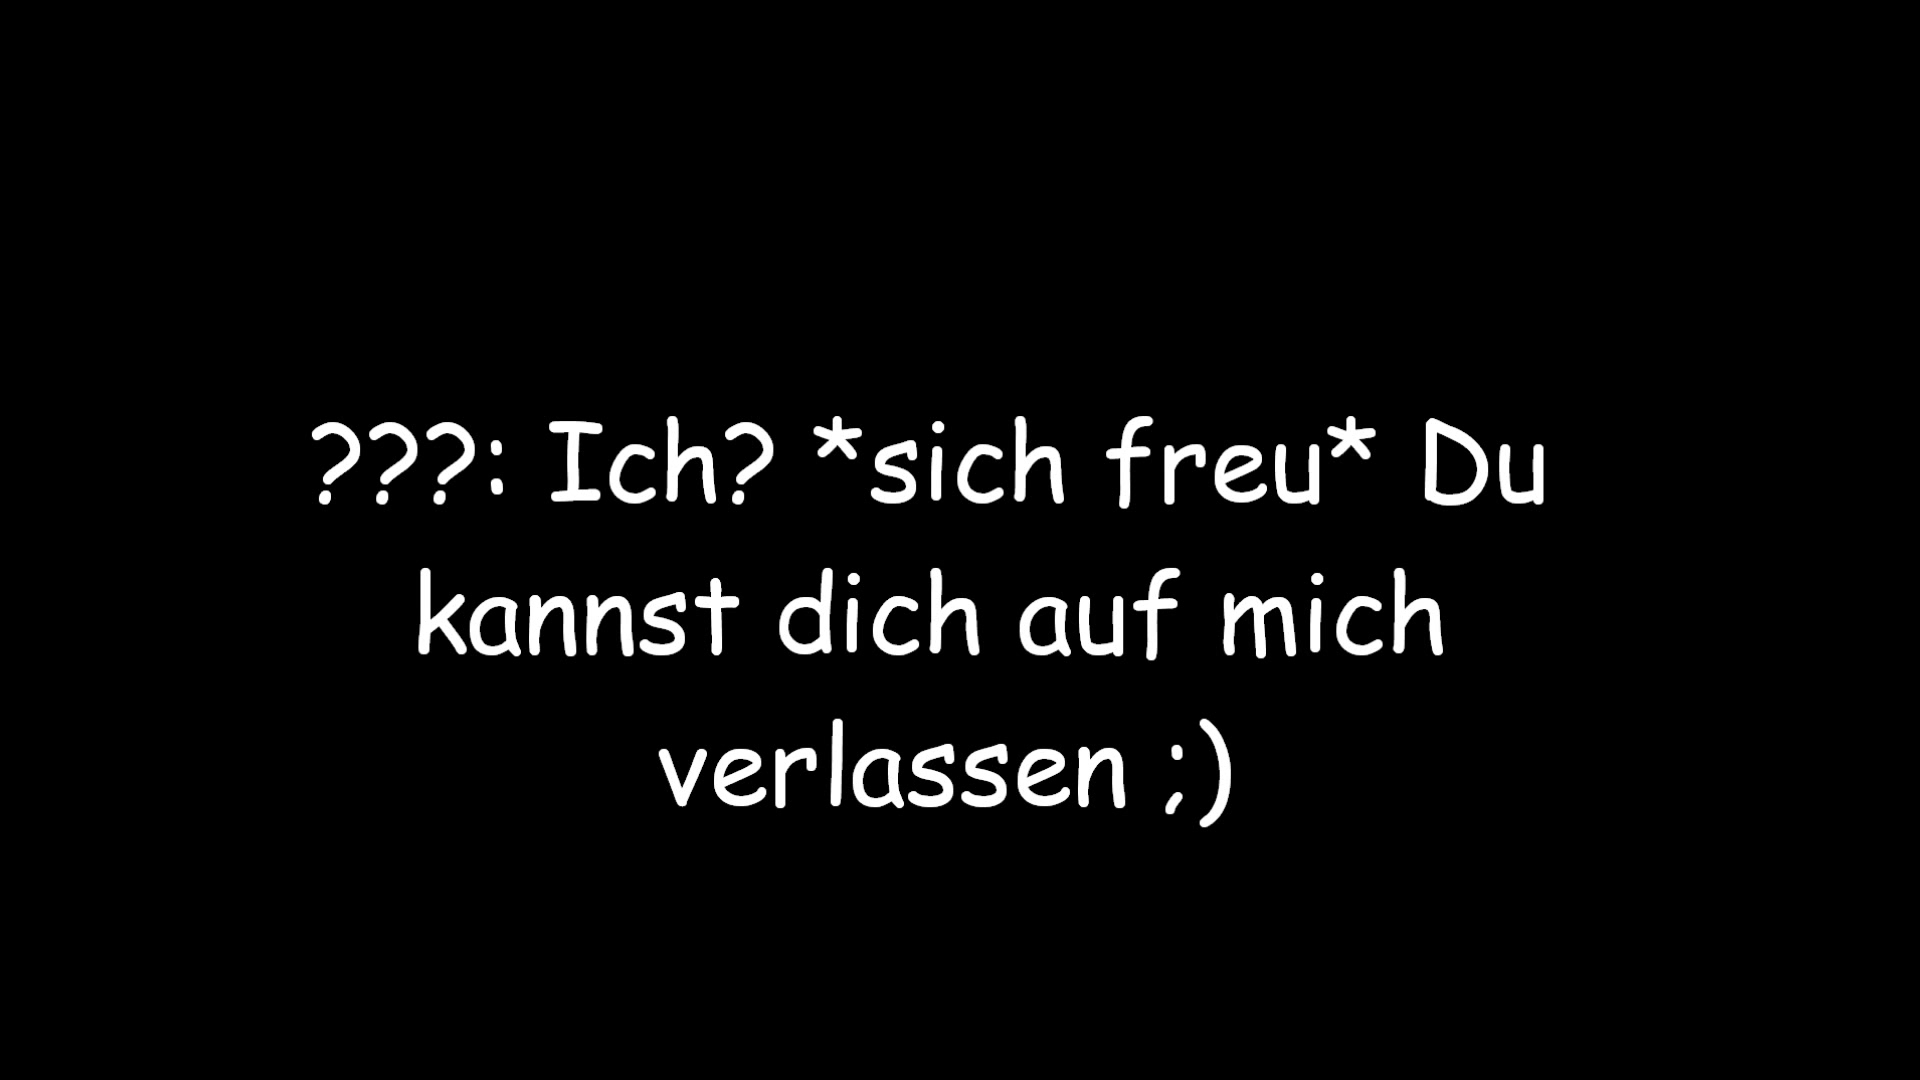 ???: Ich? *sich freu* Du
kannst dich auf mich
verlassen ;)